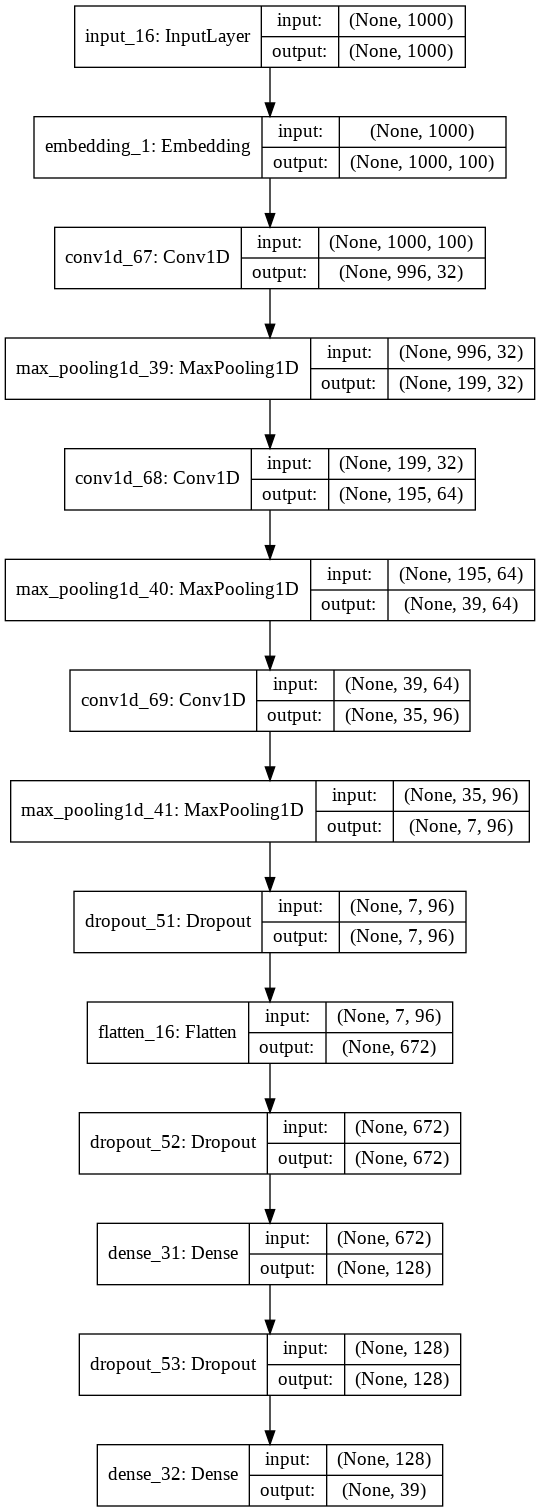 input_16: InputLayer input: (None, 1000)
output: (None, 1000)
embedding_1: Embedding input: (None, 1000)
output: (None, 1000, 100)
conv1d_67: Conv1D input: (None, 1000, 100)
output: (None, 996, 32)
max_pooling1d_39: MaxPooling1D input: (None, 996, 32)
output: (None, 199, 32)
conv1d_68: Conv1D input: (None, 199, 32)
output: (None, 195, 64)
max_pooling1d_40: MaxPooling1D input: (None, 195, 64)
output: (None, 39, 64)
conv1d_69: Conv1D input: (None, 39, 64)
output: (None, 35, 96)
max_pooling1d_41: MaxPooling1D input: (None, 35, 96)
output: (None, 7, 96)
dropout_51: Dropout input: (None, 7, 96)
output: (None, 7, 96)
flatten_16: Flatten input: (None, 7, 96)
output: (None, 672)
dropout_52: Dropout input: (None, 672)
output: (None, 672)
dense_31: Dense input: (None, 672)
output: (None, 128)
dropout_53: Dropout input: (None, 128)
output: (None, 128)
dense_32: Dense input: (None, 128)
output: (None, 39)